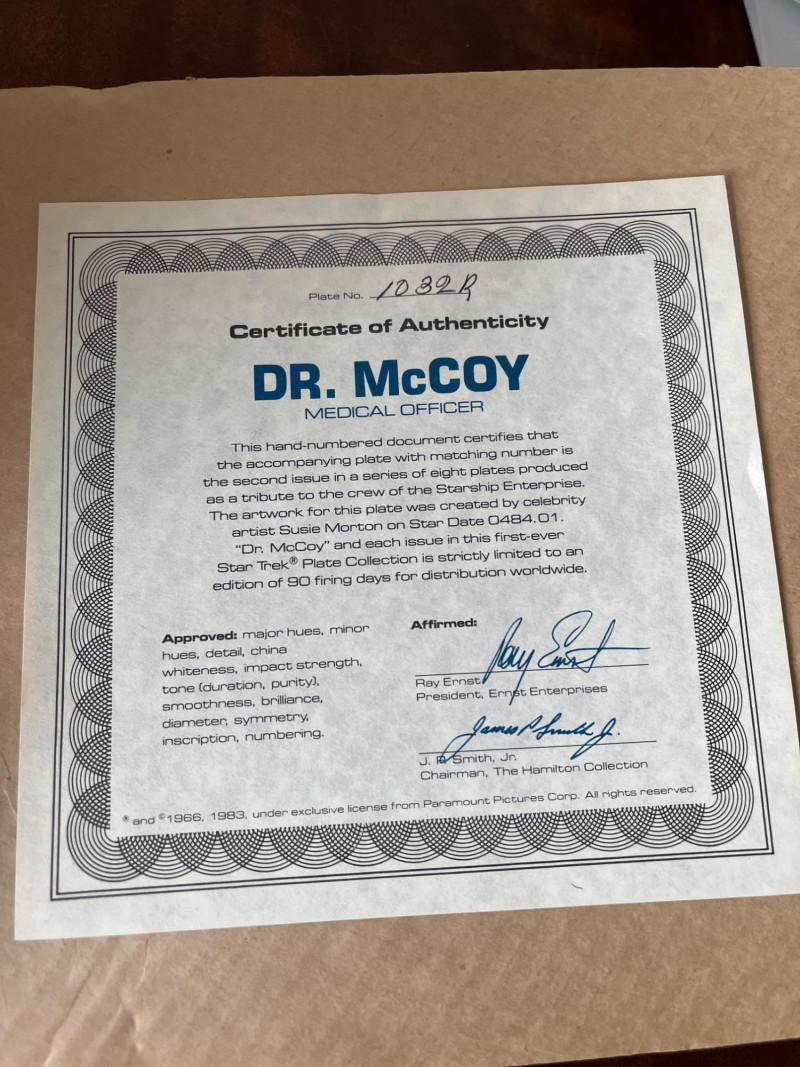 Plate No. 1032R
Certificate of Authenticity
DR. McCOY
MEDICAL OFFICER
This hand-numbered document certifies that
the accompanying plate with matching number is
the second issue in a series of eight plates produced
as a tribute to the crew of the Starship Enterprise.
The artwork for this plate was created by celebrity
artist Susie Morton on Star Date 0484.01.
"Dr. McCoy" and each issue in this first-ever
Star Trek® Plate Collection is strictly limited to an
edition of 90 firing days for distribution worldwide.
Approved: major hues, minor
hues, detail, china
whiteness, impact strength,
tone (duration, purity),
smoothness, brilliance,
diameter, symmetry,
inscription, numbering.
Affirmed:
Ray Ernst
Ray Ernst
President, Ernst Enterprises
James P Smith Jr.
J. P. Smith, Jr.
Chairman, The Hamilton Collection
® and ©1966, 1983, under exclusive license from Paramount Pictures Corp. All rights reserved.